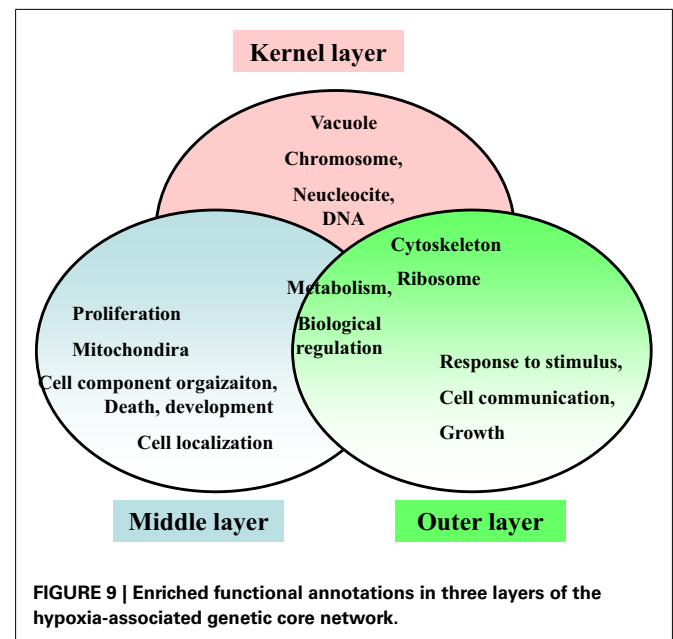 Kernel layer
Vacuole
Chromosome,
Neucleocite,
DNA
Cytoskeleton
Ribosome
Metabolism,
Biological
regulation
Proliferation
Mitochondira
Cell component orgaizaiton,
Death, development
Cell localization
Response to stimulus,
Cell communication,
Growth
Middle layer
Outer layer
FIGURE 9 | Enriched functional annotations in three layers of the
hypoxia-associated genetic core network.